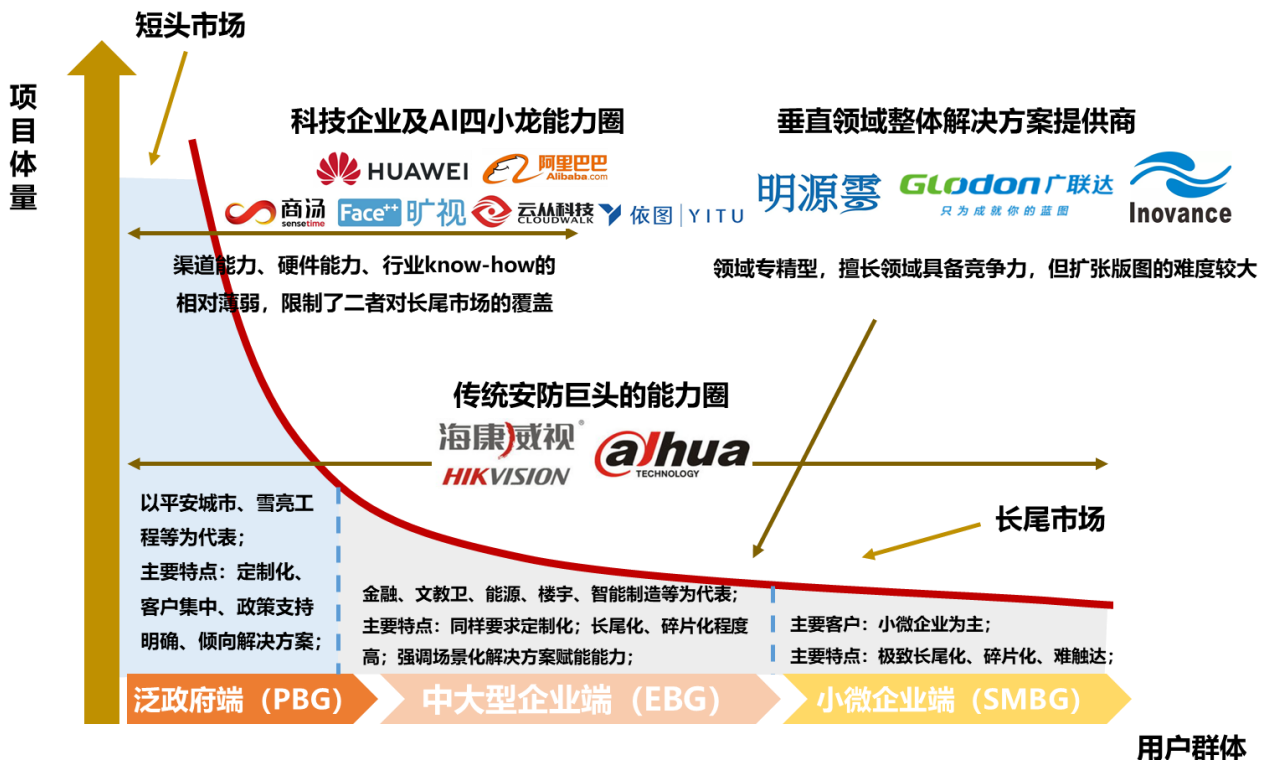 短头市场
项目体量
科技企业及AI四小龙能力圈
HUAWEI
阿里巴巴
Alibaba.com
商汤
sensetime
Face++ 旷视
云从科技
CLOUDWALK
依图 | YITU
渠道能力、硬件能力、行业know-how的
相对薄弱，限制了二者对长尾市场的覆盖
垂直领域整体解决方案提供商
明源雲
GLodon广联达
只为成就你的蓝图
Inovance
领域专精型，擅长领域具备竞争力，但扩张版图的难度较大
传统安防巨头的能力圈
海康威视®
HIKVISION
alhua
TECHNOLOGY
长尾市场
以平安城市、雪亮工
程等为代表；
主要特点：定制化、
客户集中、政策支持
明确、倾向解决方案；
金融、文教卫、能源、楼宇、智能制造等为代表；
主要特点：同样要求定制化；长尾化、碎片化程度
高；强调场景化解决方案赋能能力；
主要客户：小微企业为主；
主要特点：极致长尾化、碎片化、难触达；
泛政府端（PBG）
中大型企业端（EBG）
小微企业端（SMBG）
用户群体